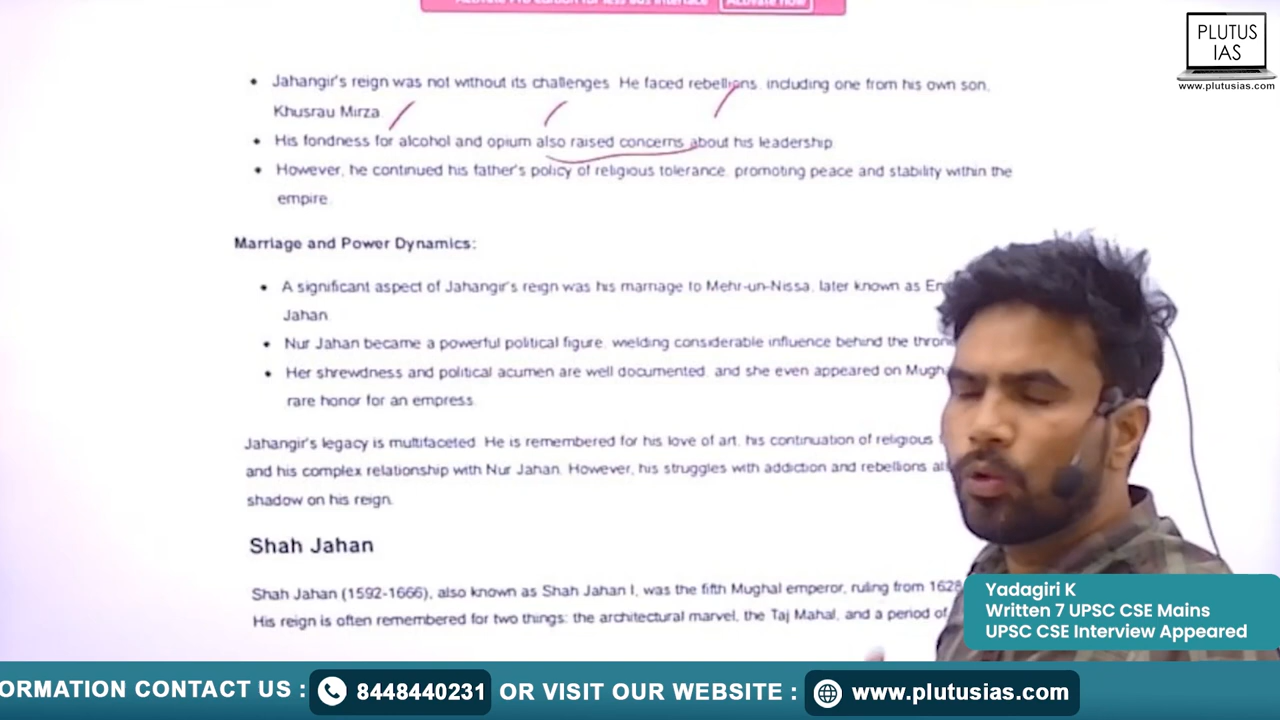 Activate Pro edition for less ads interface Activate now
PLUTUS
IAS
www.plutusias.com
• Jahangir's reign was not without its challenges. He faced rebellions, including one from his own son,
Khusrau Mirza
• His fondness for alcohol and opium also raised concerns about his leadership.
• However, he continued his father's policy of religious tolerance, promoting peace and stability within the
empire.
Marriage and Power Dynamics:
• A significant aspect of Jahangir's reign was his marriage to Mehr-un-Nissa, later known as
Jahan.
• Nur Jahan became a powerful political figure, wielding considerable influence behind the
• Her shrewdness and political acumen are well documented, and she even appeared on
rare honor for an empress.
Jahangir's legacy is multifaceted. He is remembered for his love of art, his continuation of religious
and his complex relationship with Nur Jahan. However, his struggles with addiction and rebellions
shadow on his reign.
Shah Jahan
Shah Jahan (1592-1666), also known as Shah Jahan I, was the fifth Mughal emperor, ruling from 1628
His reign is often remembered for two things: the architectural marvel, the Taj Mahal, and a period of
Yadagiri K
Written 7 UPSC CSE Mains
UPSC CSE Interview Appeared
ORMATION CONTACT US : 8448440231 OR VISIT OUR WEBSITE : www.plutusias.com